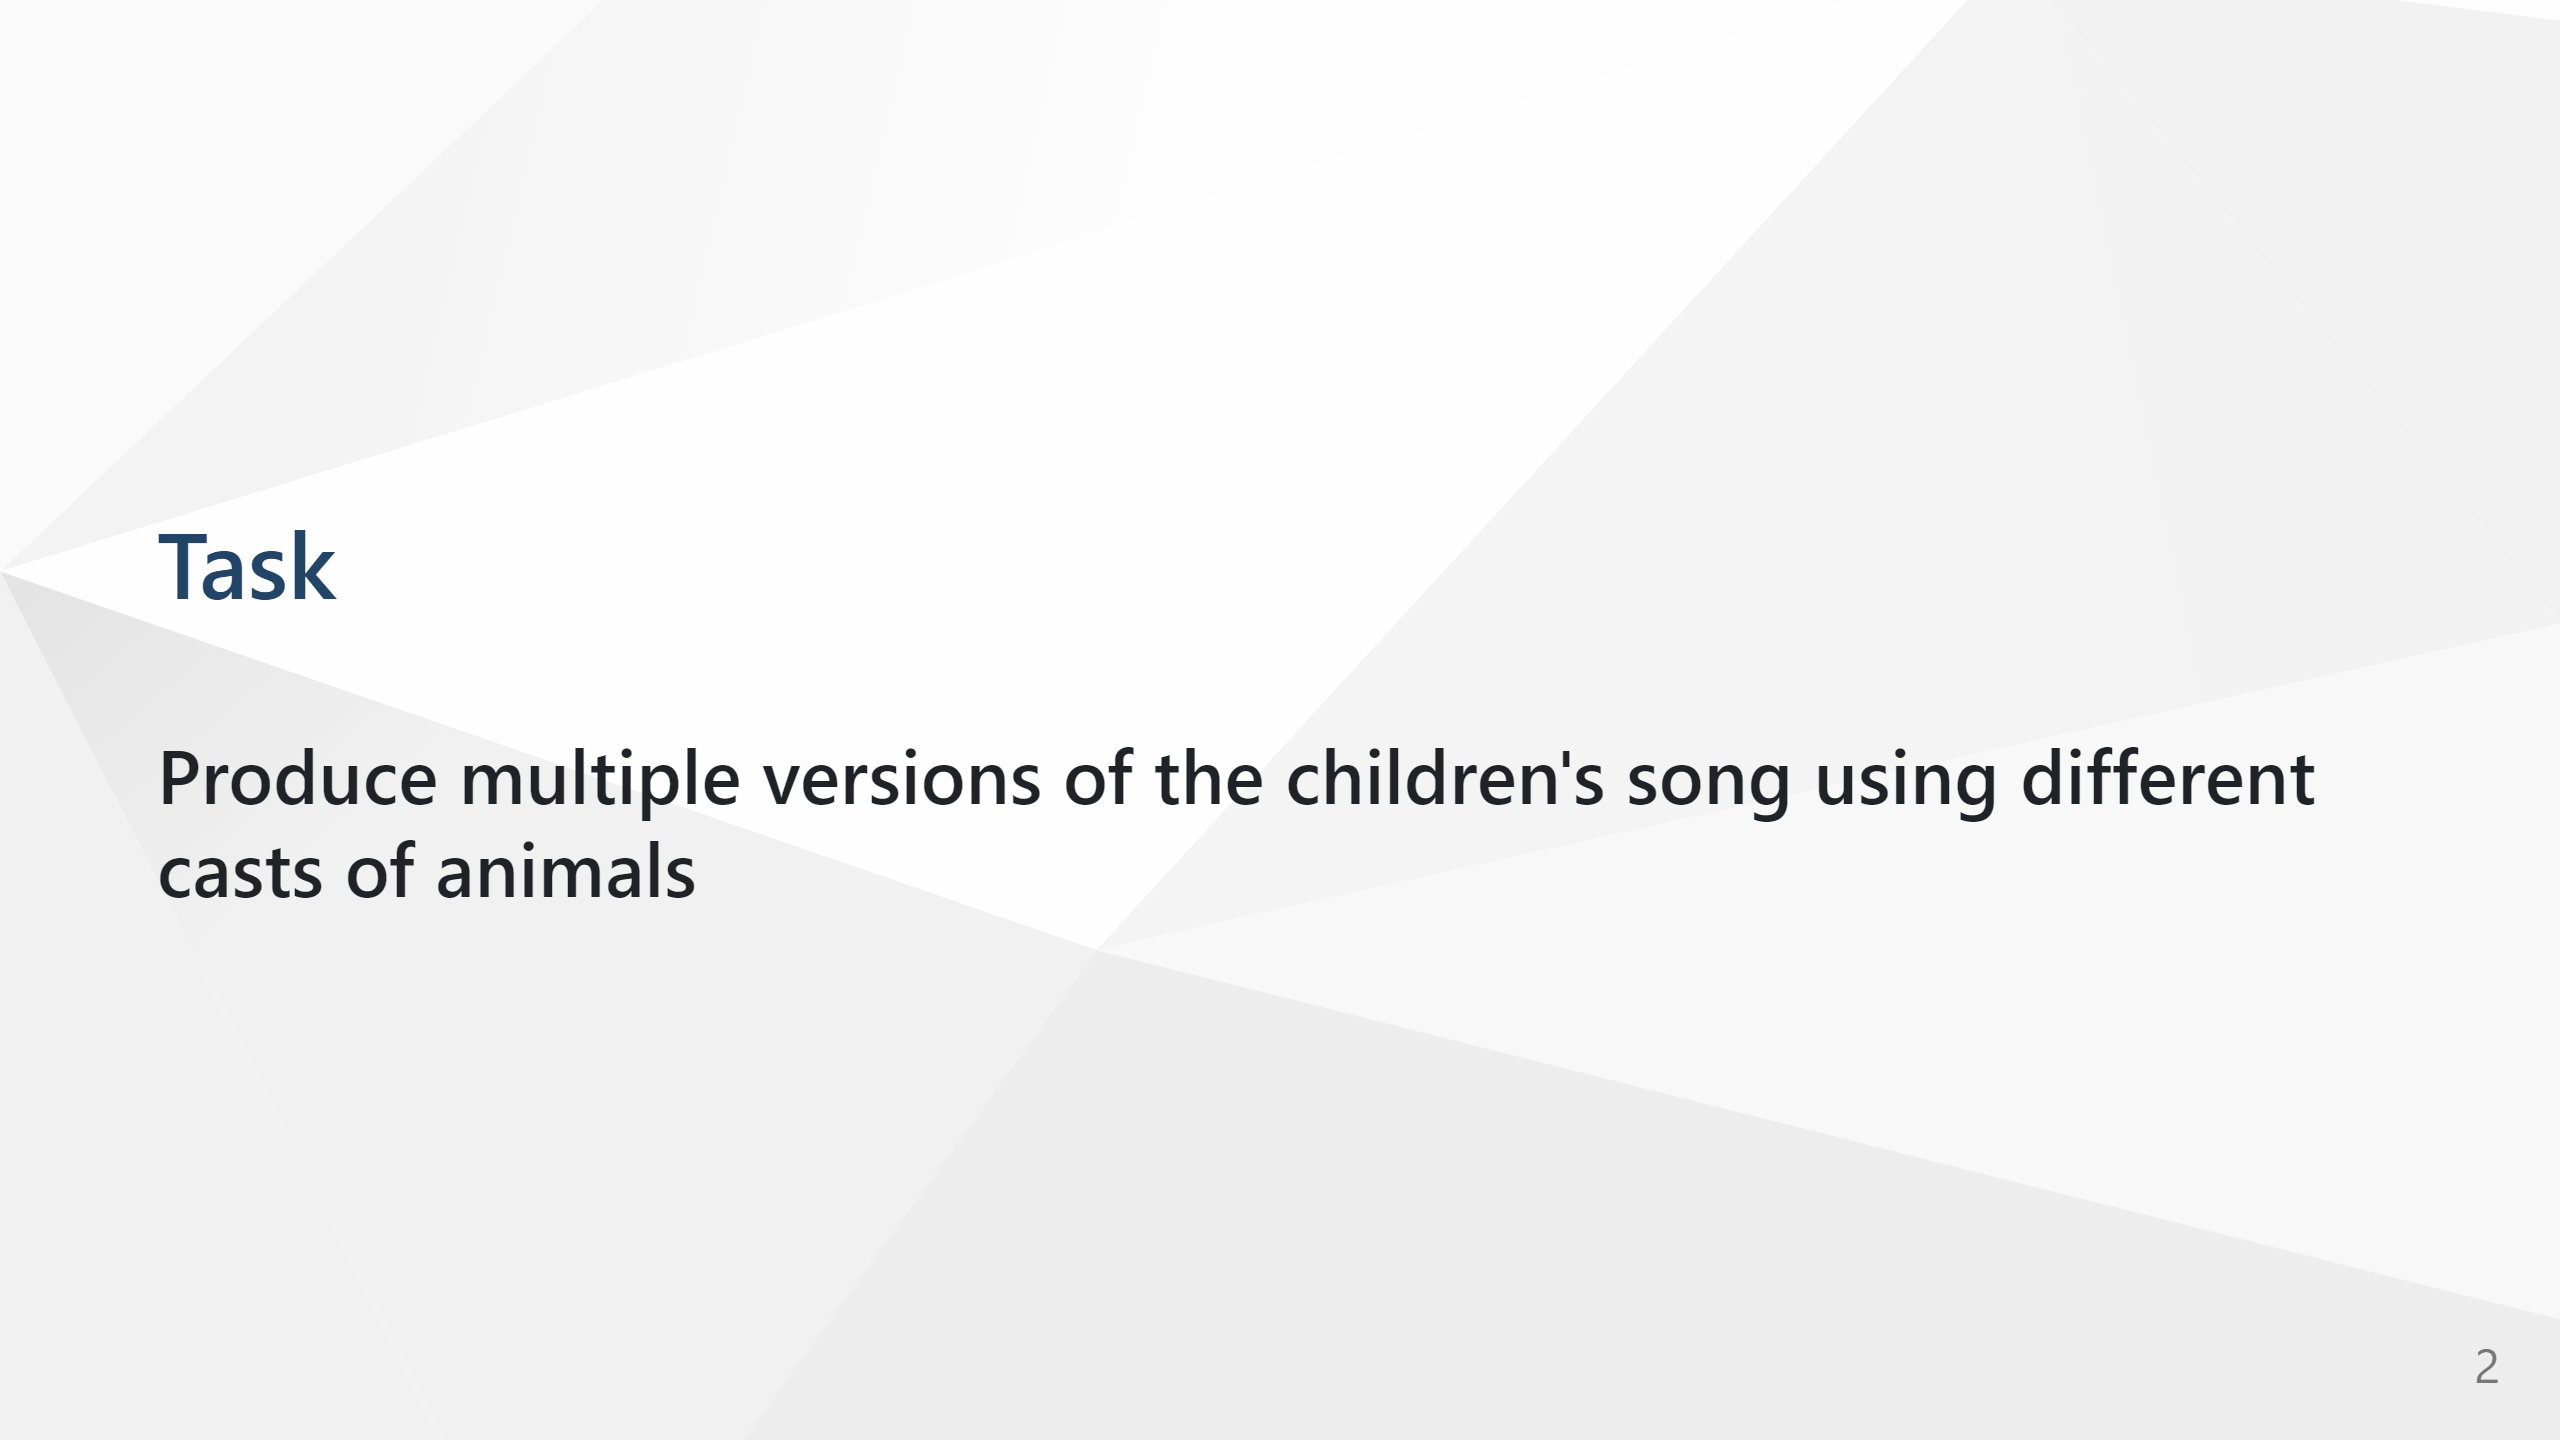 Task
Produce multiple versions of the children's song using different
casts of animals
2